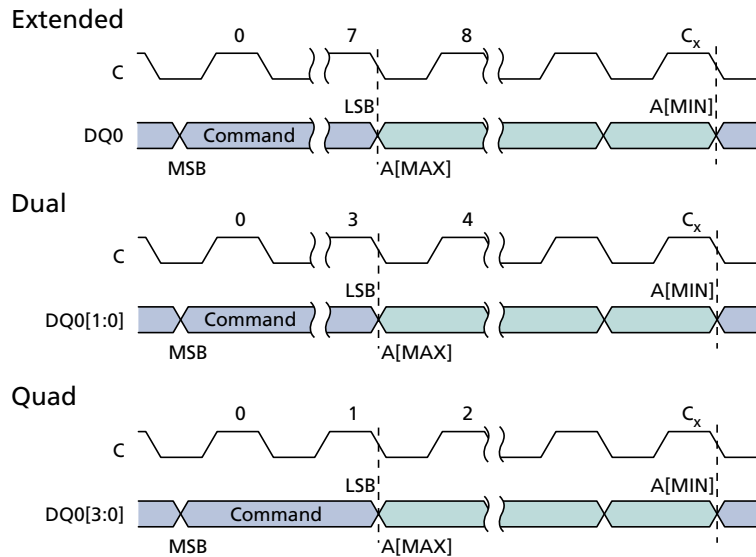 Extended
0 7 8 Cx
C
LSB A[MIN]
DQ0 Command
MSB A[MAX]
Dual
0 3 4 Cx
C
LSB A[MIN]
DQ0[1:0] Command
MSB A[MAX]
Quad
0 1 2 Cx
C
LSB A[MIN]
DQ0[3:0] Command
MSB A[MAX]